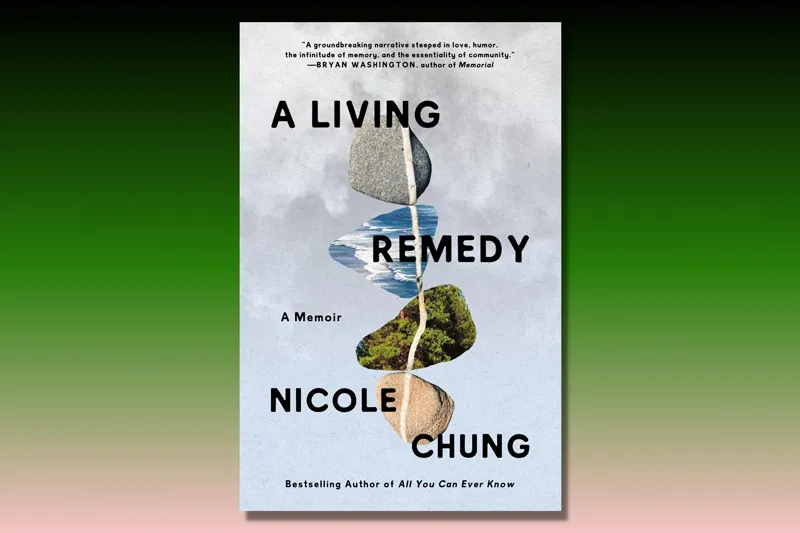 "A groundbreaking narrative steeped in love, humor,
the infinitude of memory, and the essentiality of community."
—BRYAN WASHINGTON, author of Memorial
A LIVING
REMEDY
A Memoir
NICOLE
CHUNG
Bestselling Author of All You Can Ever Know